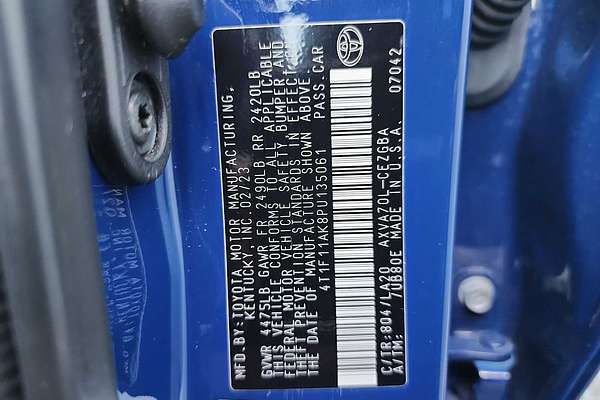 MFD.BY:TOYOTA MOTOR MANUFACTURING,
KENTUCKY, INC. 02/23
GVWR 4475LB GAWR FR 2490LB RR 2420LB
THIS VEHICLE CONFORMS TO ALL APPLICABLE
FEDERAL MOTOR VEHICLE SAFETY, BUMPER AND
THEFT PREVENTION STANDARDS IN EFFECT ON
THE DATE OF MANUFACTURE SHOWN ABOVE.
4T1F11AK8PU135061 PASS.CAR
C/TR:8W7/LA20 AXVA70L-CEZGBA
A/TM: 7UB80E MADE IN U.S.A. 07042